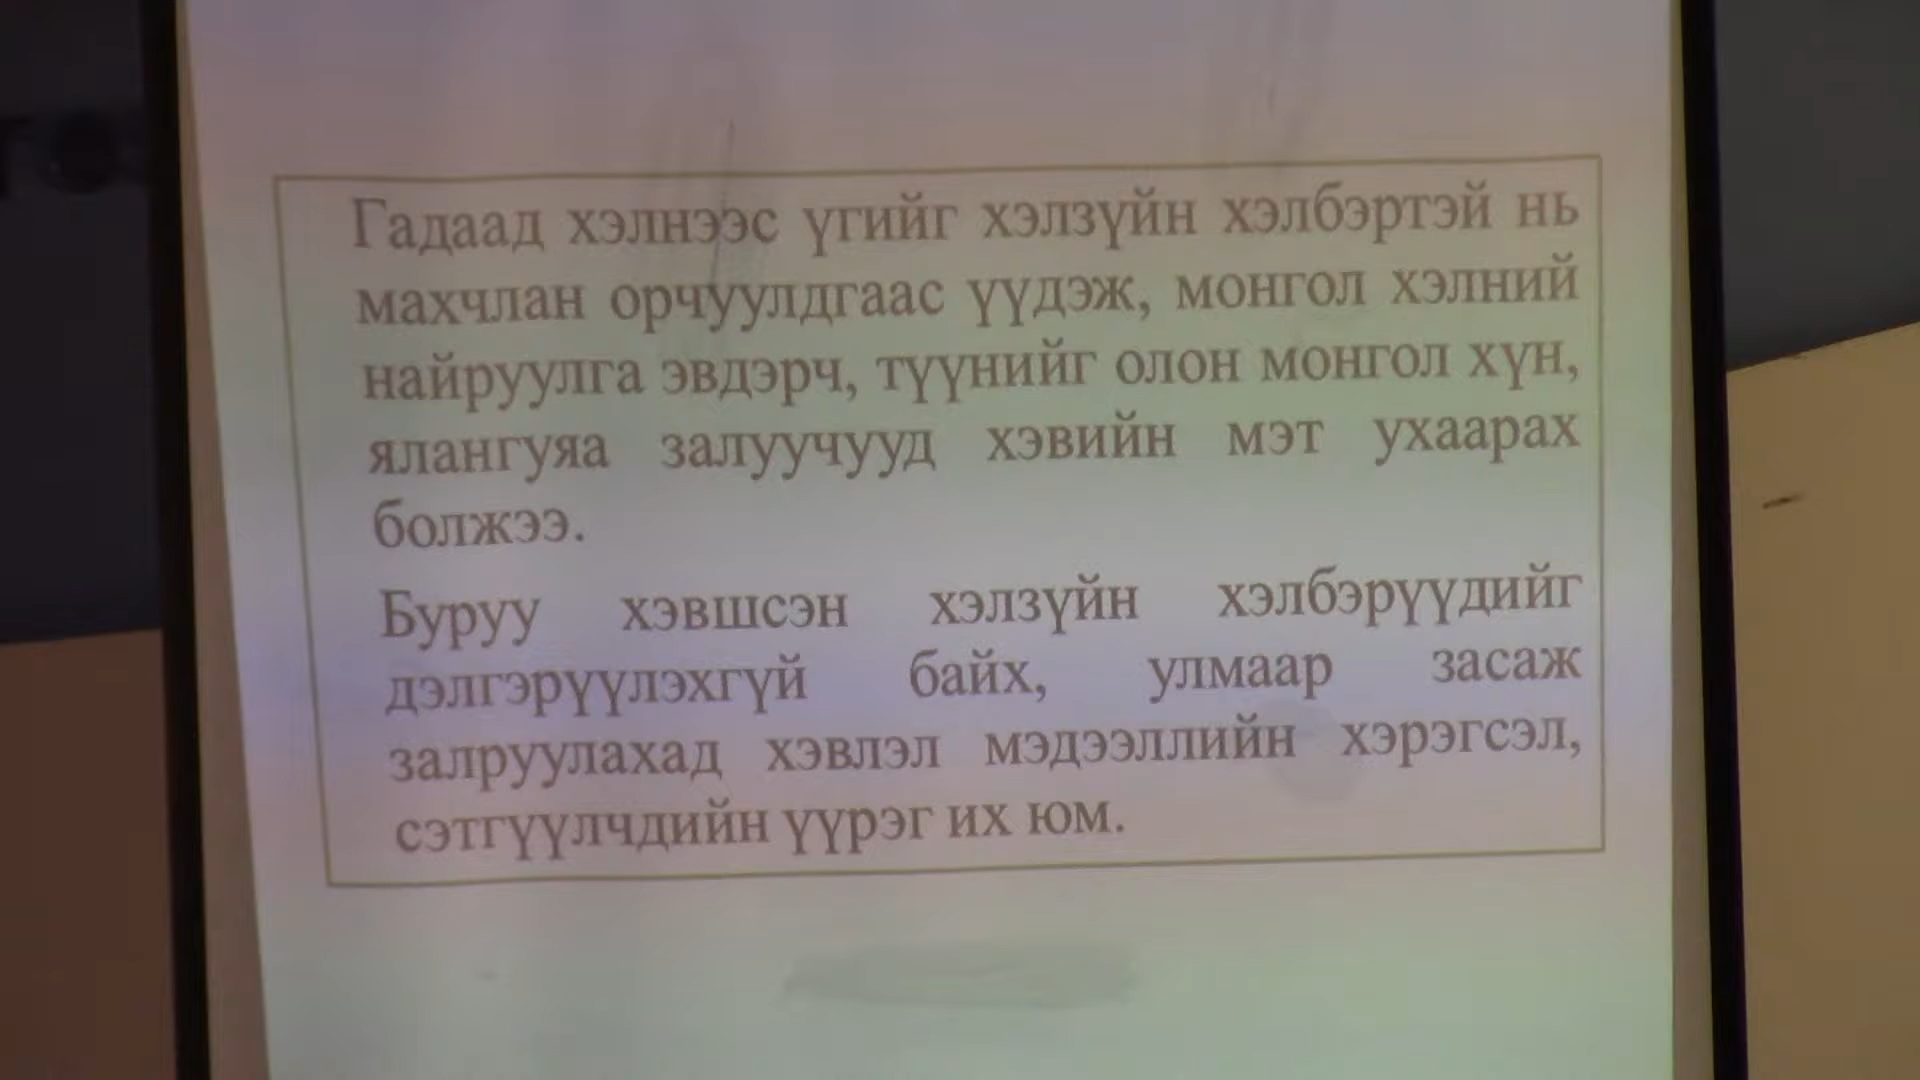 Гадаад хэлнээс үгийг хэлзүйн хэлбэртэй нь
махчлан орчуулдгаас үүдэж, монгол хэлний
найруулга эвдэрч, түүнийг олон монгол хүн,
ялангуяа залуучууд хэвийн мэт ухаарах
болжээ.
Буруу хэвшсэн хэлзүйн хэлбэрүүдийг
дэлгэрүүлэхгүй байх, улмаар засаж
залруулахад хэвлэл мэдээллийн хэрэгсэл,
сэтгүүлчдийн үүрэг их юм.